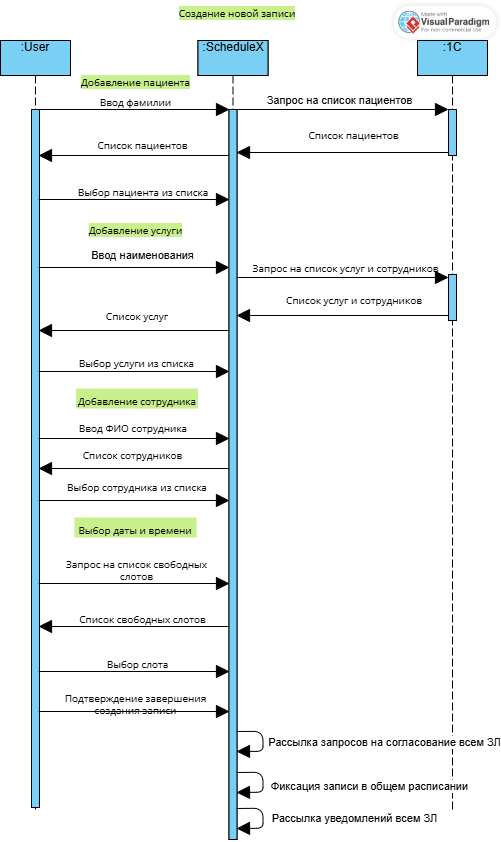 Создание новой записи
Made with
VisualParadigm
For non-commercial use
:User
:ScheduleX
:1C
Добавление пациента
Ввод фамилии
Запрос на список пациентов
Список пациентов
Список пациентов
Выбор пациента из списка
Добавление услуги
Ввод наименования
Запрос на список услуг и сотрудников
Список услуг и сотрудников
Список услуг
Выбор услуги из списка
Добавление сотрудника
Ввод ФИО сотрудника
Список сотрудников
Выбор сотрудника из списка
Выбор даты и времени
Запрос на список свободных
слотов
Список свободных слотов
Выбор слота
Подтверждение завершения
создания записи
Рассылка запросов на согласование всем ЗЛ
Фиксация записи в общем расписании
Рассылка уведомлений всем ЗЛ